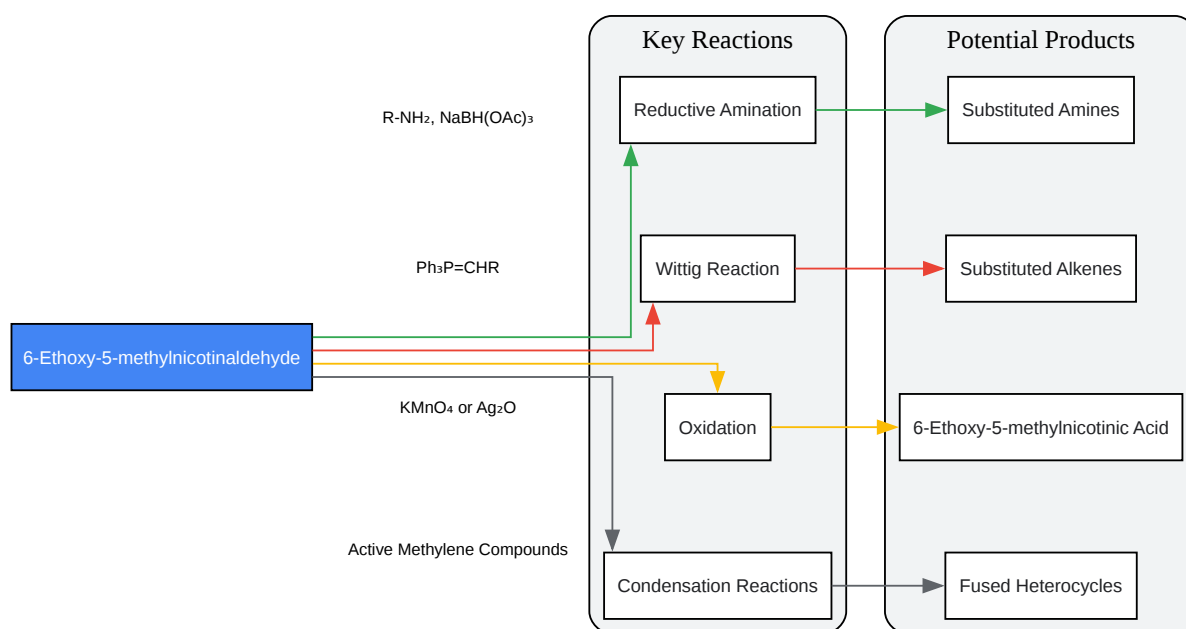 Key Reactions
Potential Products
R-NH₂, NaBH(OAc)₃
Reductive Amination
Substituted Amines
Ph₃P=CHR
Wittig Reaction
Substituted Alkenes
6-Ethoxy-5-methylnicotinaldehyde
KMnO₄ or Ag₂O
Oxidation
6-Ethoxy-5-methylnicotinic Acid
Active Methylene Compounds
Condensation Reactions
Fused Heterocycles